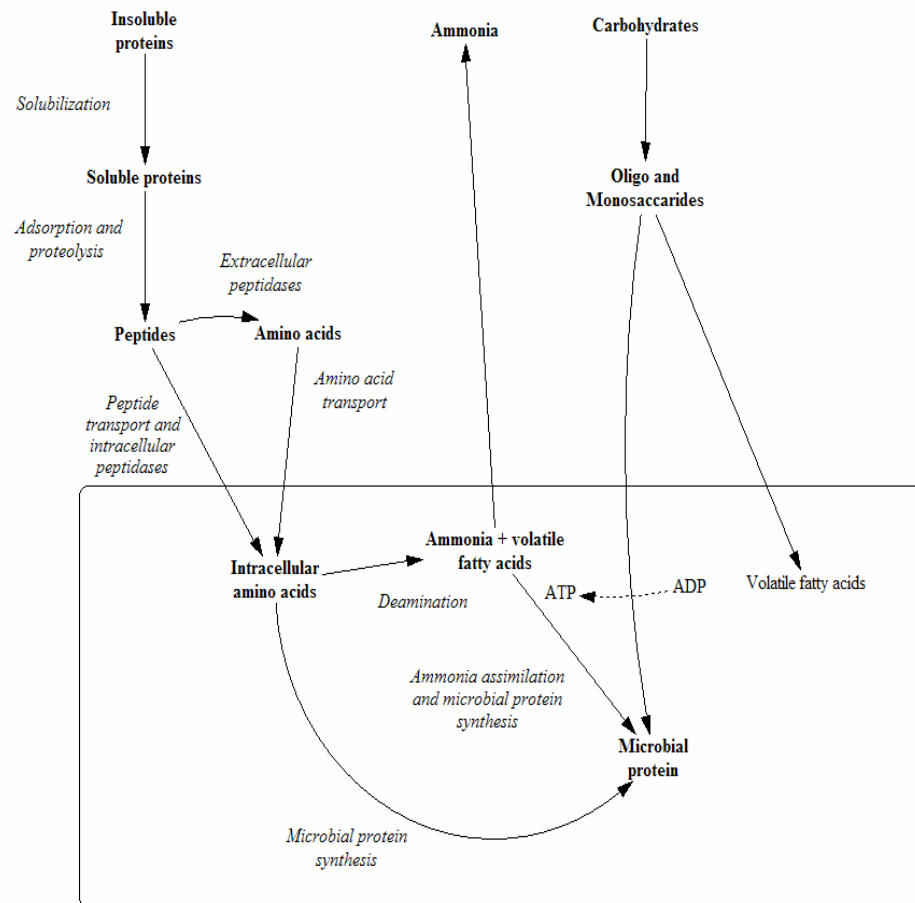 Insoluble
proteins
Ammonia
Carbohydrates
Solubilization
Soluble proteins
Oligo and
Monosaccarides
Adsorption and
proteolysis
Extracellular
peptidases
Peptides
Amino acids
Amino acid
transport
Peptide
transport and
intracellular
peptidases
Intracellular
amino acids
Ammonia + volatile
fatty acids
Deamination
ATP
ADP
Volatile fatty acids
Ammonia assimilation
and microbial protein
synthesis
Microbial
protein
Microbial protein
synthesis